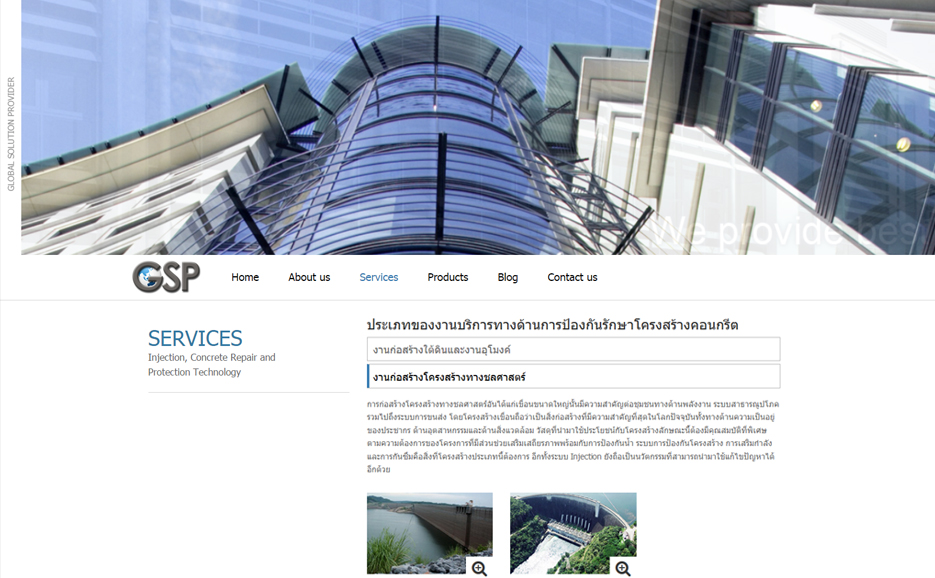 GLOBAL SOLUTION PROVIDER
We provide bes
GSP
Home About us Services Products Blog Contact us
SERVICES
Injection, Concrete Repair and
Protection Technology
ประเภทของงานบริการทางด้านการป้องกันรักษาโครงสร้างคอนกรีต
งานก่อสร้างใต้ดินและงานอุโมงค์
งานก่อสร้างโครงสร้างทางชลศาสตร์
การก่อสร้างโครงสร้างทางชลศาสตร์อันได้แก่เขื่อนขนาดใหญ่นั้นมีความสำคัญต่อชุมชนทางด้านพลังงาน ระบบสาธารณูปโภค
รวมไปถึงระบบการขนส่ง โดยโครงสร้างเขื่อนถือว่าเป็นสิ่งก่อสร้างที่มีความสำคัญที่สุดในโลกปัจจุบันทั้งทางด้านความเป็นอยู่
ของประชากร ด้านอุตสาหกรรมและด้านสิ่งแวดล้อม วัสดุที่นำมาใช้ประโยชน์กับโครงสร้างลักษณะนี้ต้องมีคุณสมบัติที่พิเศษ
ตามความต้องการของโครงการที่มีส่วนช่วยเสริมเสถียรภาพพร้อมกับการป้องกันน้ำ ระบบการป้องกันโครงสร้าง การเสริมกำลัง
และการกันซึมคือสิ่งที่โครงสร้างประเภทนี้ต้องการ อีกทั้งระบบ Injection ยังถือเป็นนวัตกรรมที่สามารถนำมาใช้แก้ไขปัญหาได้
อีกด้วย